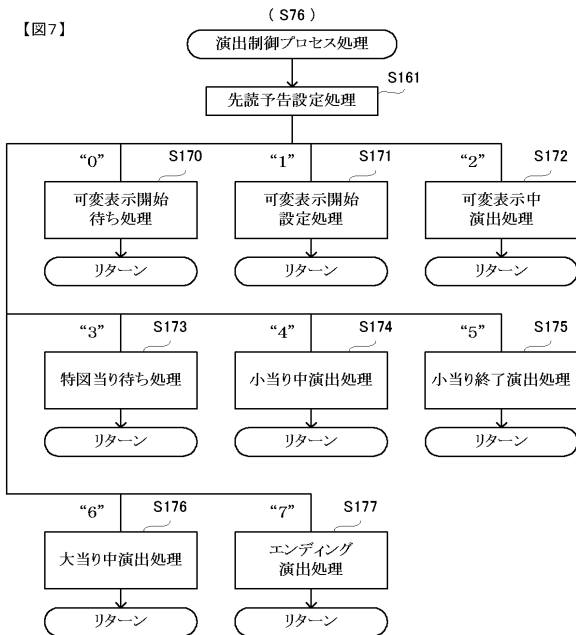 【図7】
(S76)
演出制御プロセス処理
S161
先読予告設定処理
“0”
S170
可変表示開始
待ち処理
リターン
“1”
S171
可変表示開始
設定処理
リターン
“2”
S172
可変表示中
演出処理
リターン
“3”
S173
特図当り待ち処理
リターン
“4”
S174
小当り中演出処理
リターン
“5”
S175
小当り終了演出処理
リターン
“6”
S176
大当り中演出処理
リターン
“7”
S177
エンディング
演出処理
リターン